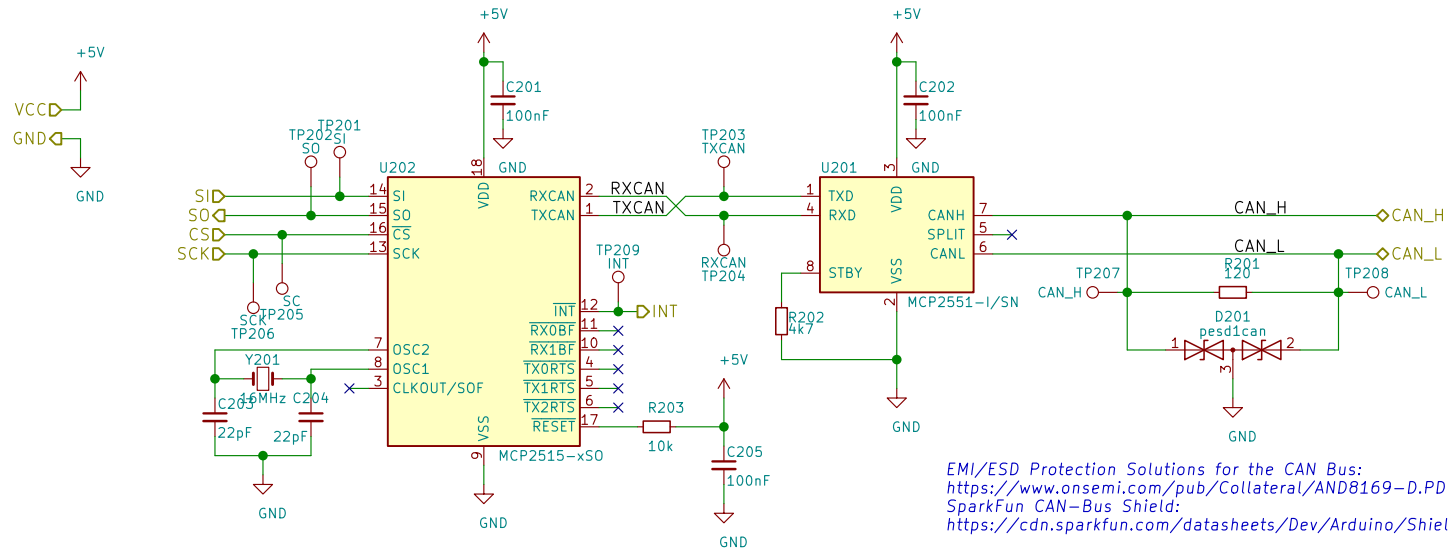 +5V
VCC
GND
GND
+5V
C201
100nF
GND
+5V
C202
100nF
GND
TP201
SI
TP202
SO
SI
SO
CS
SCK
SC
TP205
SCK
TP206
U202
MCP2515-xSO
18
VDD
14
SI
15
SO
16
CS
13
SCK
7
OSC2
8
OSC1
3
CLKOUT/SOF
9
VSS
GND
RXCAN
2
TXCAN
1
INT
12
RX0BF
11
RX1BF
10
TX0RTS
4
TX1RTS
5
TX2RTS
6
RESET
17
RXCAN
TXCAN
TP203
TXCAN
RXCAN
TP204
TP209
INT
INT
Y201
16MHz
C203
22pF
C204
22pF
GND
R203
10k
+5V
C205
100nF
GND
U201
MCP2551-I/SN
3
VDD
1
TXD
4
RXD
8
STBY
CANH
7
SPLIT
5
CANL
6
VSS
2
GND
R202
4k7
CAN_H
CAN_H
CAN_L
CAN_L
TP207
CAN_H
R201
120
TP208
CAN_L
D201
pesd1can
1
2
3
GND
EMI/ESD Protection Solutions for the CAN Bus:
https://www.onsemi.com/pub/Collateral/AND8169-D.PD
SparkFun CAN-Bus Shield:
https://cdn.sparkfun.com/datasheets/Dev/Arduino/Shiel